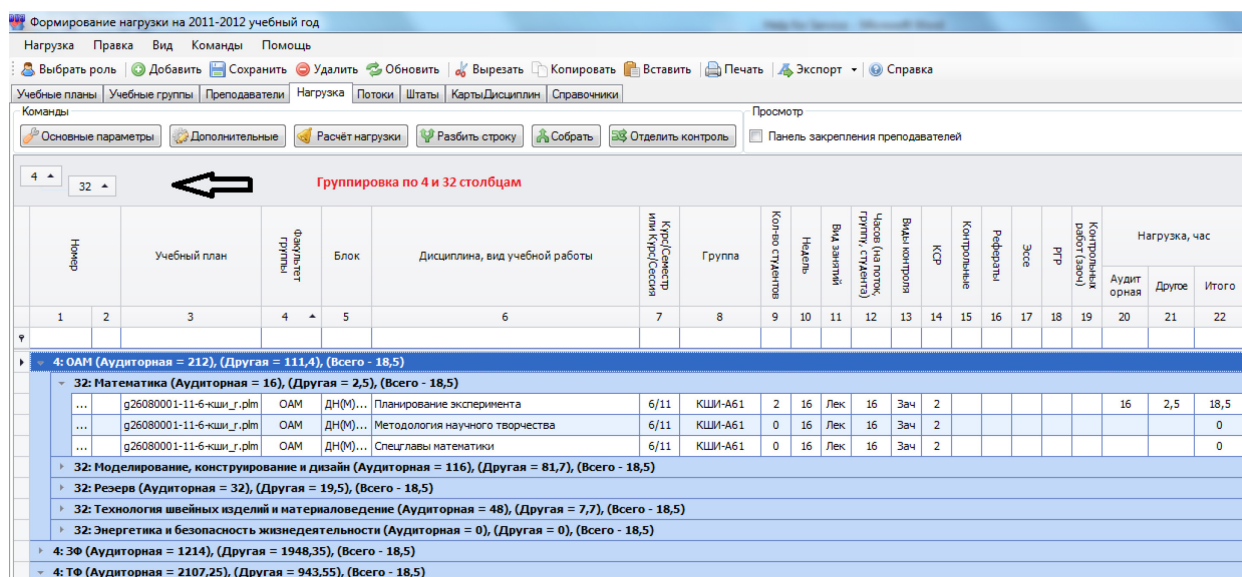 Формирование нагрузки на 2011-2012 учебный год
Нагрузка Правка Вид Команды Помощь
Выбрать роль Добавить Сохранить Удалить Обновить Вырезать Копировать Вставить Печать Экспорт Справка
Учебные планы Учебные группы Преподаватели Нагрузка Потоки Штаты КартыДисциплин Справочники
Команды Просмотр
Основные параметры Дополнительные Расчёт нагрузки Разбить строку Собрать Отделить контроль Панель закрепления преподавателей
4
32 Группировка по 4 и 32 столбцам
Номер Учебный план Факультет группы Блок Дисциплина, вид учебной работы Курс/Семестр или Курс/Сессия Группа Кол-во студентов Недель Вид занятий Часов (на поток, группу, студента) Виды контроля КСР Контрольные Рефераты Эссе РГР Контрольных работ (заоч) Нагрузка, час
Аудит орная Другое Итого
1 2 3 4 5 6 7 8 9 10 11 12 13 14 15 16 17 18 19 20 21 22
4: ОАМ (Аудиторная = 212), (Другая = 111,4), (Всего - 18,5)
32: Математика (Аудиторная = 16), (Другая = 2,5), (Всего - 18,5)
... g26080001-11-6-кши_г.plm ОАМ ДН(М)... Планирование эксперимента 6/11 КШИ-А61 2 16 Лек 16 Зач 2 16 2,5 18,5
... g26080001-11-6-кши_г.plm ОАМ ДН(М)... Методология научного творчества 6/11 КШИ-А61 0 16 Лек 16 Зач 2 0
... g26080001-11-6-кши_г.plm ОАМ ДН(М)... Спецглавы математики 6/11 КШИ-А61 0 16 Лек 16 Зач 2 0
32: Моделирование, конструирование и дизайн (Аудиторная = 116), (Другая = 81,7), (Всего - 18,5)
32: Резерв (Аудиторная = 32), (Другая = 19,5), (Всего - 18,5)
32: Технология швейных изделий и материаловедение (Аудиторная = 48), (Другая = 7,7), (Всего - 18,5)
32: Энергетика и безопасность жизнедеятельности (Аудиторная = 0), (Другая = 0), (Всего - 18,5)
4: ЗФ (Аудиторная = 1214), (Другая = 1948,35), (Всего - 18,5)
4: ТФ (Аудиторная = 2107,25), (Другая = 943,55), (Всего - 18,5)